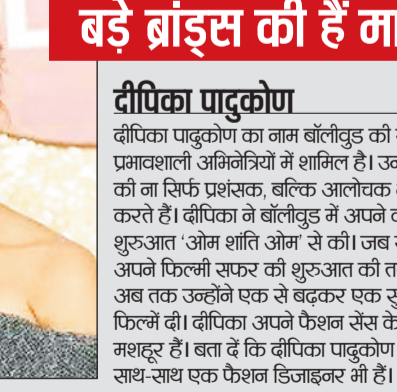 बड़े ब्रांड्स की हैं
दीपिका पादुकोण
दीपिका पादुकोण का नाम बॉलीवुड की
प्रभावशाली अभिनेत्रियों में शामिल है।
की ना सिर्फ प्रशंसक, बल्कि आलोचक
करते हैं। दीपिका ने बॉलीवुड में अपने
शुरुआत ‘ओम शांति ओम’ से की। जब
अपने फिल्मी सफर की शुरुआत की
अब तक उन्होंने एक से बढ़कर एक
फिल्में दी। दीपिका अपने फैशन सेंस के
मशहूर हैं। बता दें कि दीपिका पादुकोण
साथ-साथ एक फैशन डिजाइनर भी हैं।